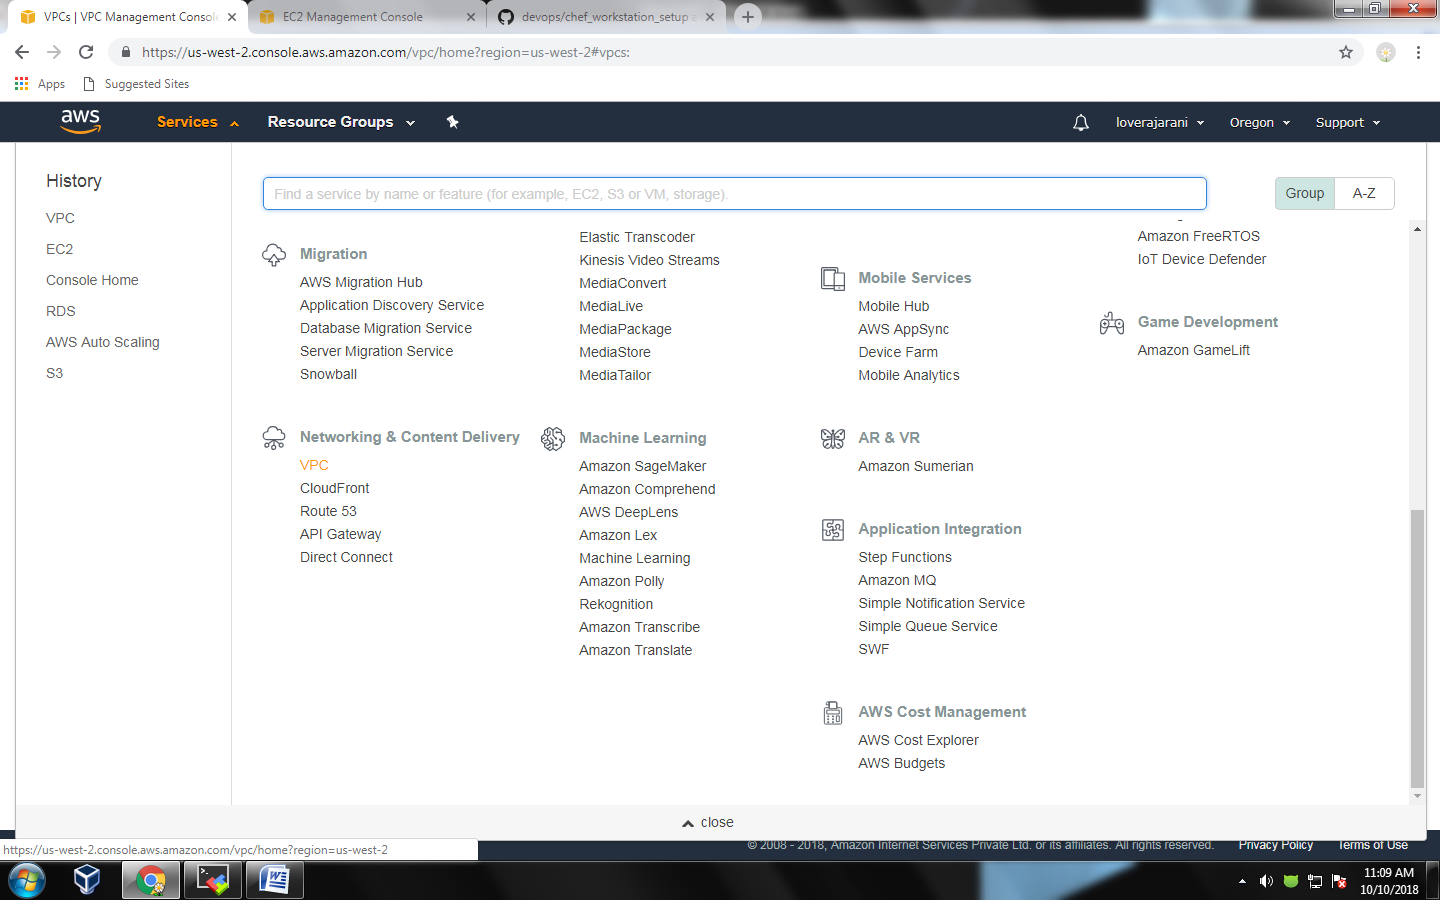 VPCs | VPC Management Conso
EC2 Management Console
devops/chef_workstation_setup a
https://us-west-2.console.aws.amazon.com/vpc/home?region=us-west-2#vpcs:
Apps
Suggested Sites
aws
Services
Resource Groups
loverajarani
Oregon
Support
History
VPC
EC2
Console Home
RDS
AWS Auto Scaling
S3
Find a service by name or feature (for example, EC2, S3 or VM, storage).
Group
A-Z
Migration
AWS Migration Hub
Application Discovery Service
Database Migration Service
Server Migration Service
Snowball
Networking & Content Delivery
VPC
CloudFront
Route 53
API Gateway
Direct Connect
Elastic Transcoder
Kinesis Video Streams
MediaConvert
MediaLive
MediaPackage
MediaStore
MediaTailor
Machine Learning
Amazon SageMaker
Amazon Comprehend
AWS DeepLens
Amazon Lex
Machine Learning
Amazon Polly
Rekognition
Amazon Transcribe
Amazon Translate
Mobile Services
Mobile Hub
AWS AppSync
Device Farm
Mobile Analytics
AR & VR
Amazon Sumerian
Application Integration
Step Functions
Amazon MQ
Simple Notification Service
Simple Queue Service
SWF
AWS Cost Management
AWS Cost Explorer
AWS Budgets
Amazon FreeRTOS
IoT Device Defender
Game Development
Amazon GameLift
close
https://us-west-2.console.aws.amazon.com/vpc/home?region=us-west-2
© 2008 - 2018, Amazon Internet Services Private Ltd. or its affiliates. All rights reserved.
Privacy Policy
Terms of Use
11:09 AM
10/10/2018